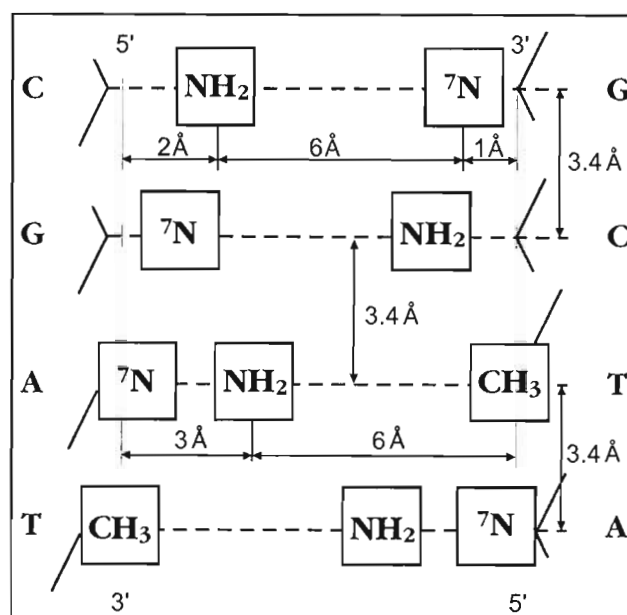 5' 3'
C NH₂ ⁷N G
2Å 6Å 1Å
3.4Å
G ⁷N NH₂ C
3.4Å
A ⁷N NH₂ CH₃ T
3Å 6Å
3.4Å
T CH₃ NH₂ ⁷N A
3' 5'